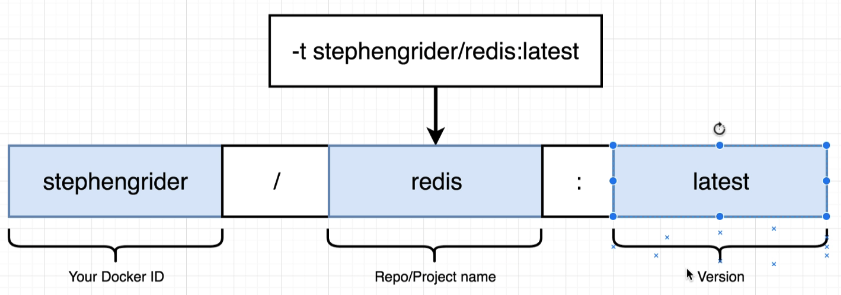 -t stephengrider/redis:latest
stephengrider / redis : latest
Your Docker ID Repo/Project name Version